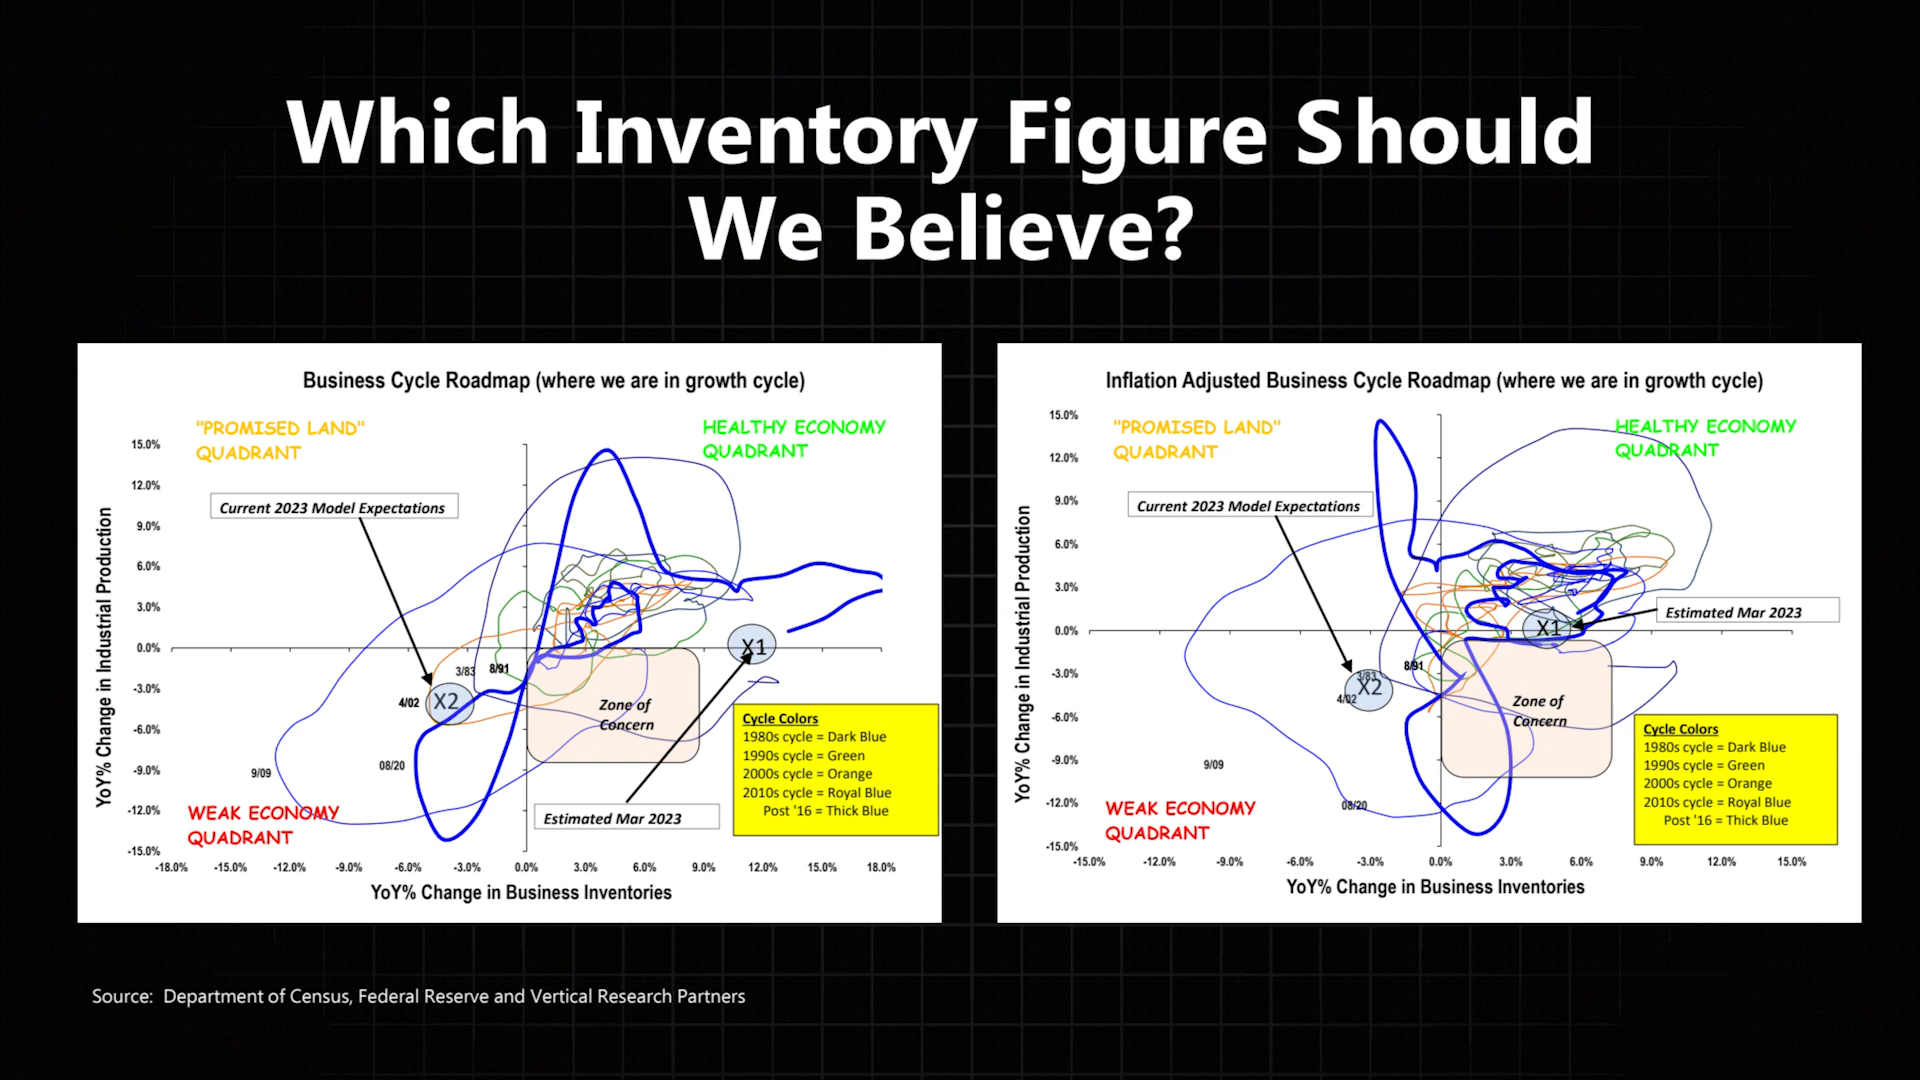 Which Inventory Figure Should
We Believe?
Business Cycle Roadmap (where we are in growth cycle)
"PROMISED LAND"
QUADRANT
HEALTHY ECONOMY
QUADRANT
Current 2023 Model Expectations
YoY% Change in Industrial Production
15.0%
12.0%
9.0%
6.0%
3.0%
0.0%
-3.0%
-6.0%
-9.0%
-12.0%
-15.0%
3/83
8/91
4/02
X2
X1
9/09
08/20
Zone of
Concern
Estimated Mar 2023
WEAK ECONOMY
QUADRANT
Cycle Colors
1980s cycle = Dark Blue
1990s cycle = Green
2000s cycle = Orange
2010s cycle = Royal Blue
Post '16 = Thick Blue
-18.0% -15.0% -12.0% -9.0% -6.0% -3.0% 0.0% 3.0% 6.0% 9.0% 12.0% 15.0% 18.0%
YoY% Change in Business Inventories
Inflation Adjusted Business Cycle Roadmap (where we are in growth cycle)
"PROMISED LAND"
QUADRANT
HEALTHY ECONOMY
QUADRANT
Current 2023 Model Expectations
YoY% Change in Industrial Production
15.0%
12.0%
9.0%
6.0%
3.0%
0.0%
-3.0%
-6.0%
-9.0%
-12.0%
-15.0%
X1
Estimated Mar 2023
8/91
3/83
X2
4/02
9/09
08/20
Zone of
Concern
WEAK ECONOMY
QUADRANT
Cycle Colors
1980s cycle = Dark Blue
1990s cycle = Green
2000s cycle = Orange
2010s cycle = Royal Blue
Post '16 = Thick Blue
-15.0% -12.0% -9.0% -6.0% -3.0% 0.0% 3.0% 6.0% 9.0% 12.0% 15.0%
YoY% Change in Business Inventories
Source: Department of Census, Federal Reserve and Vertical Research Partners